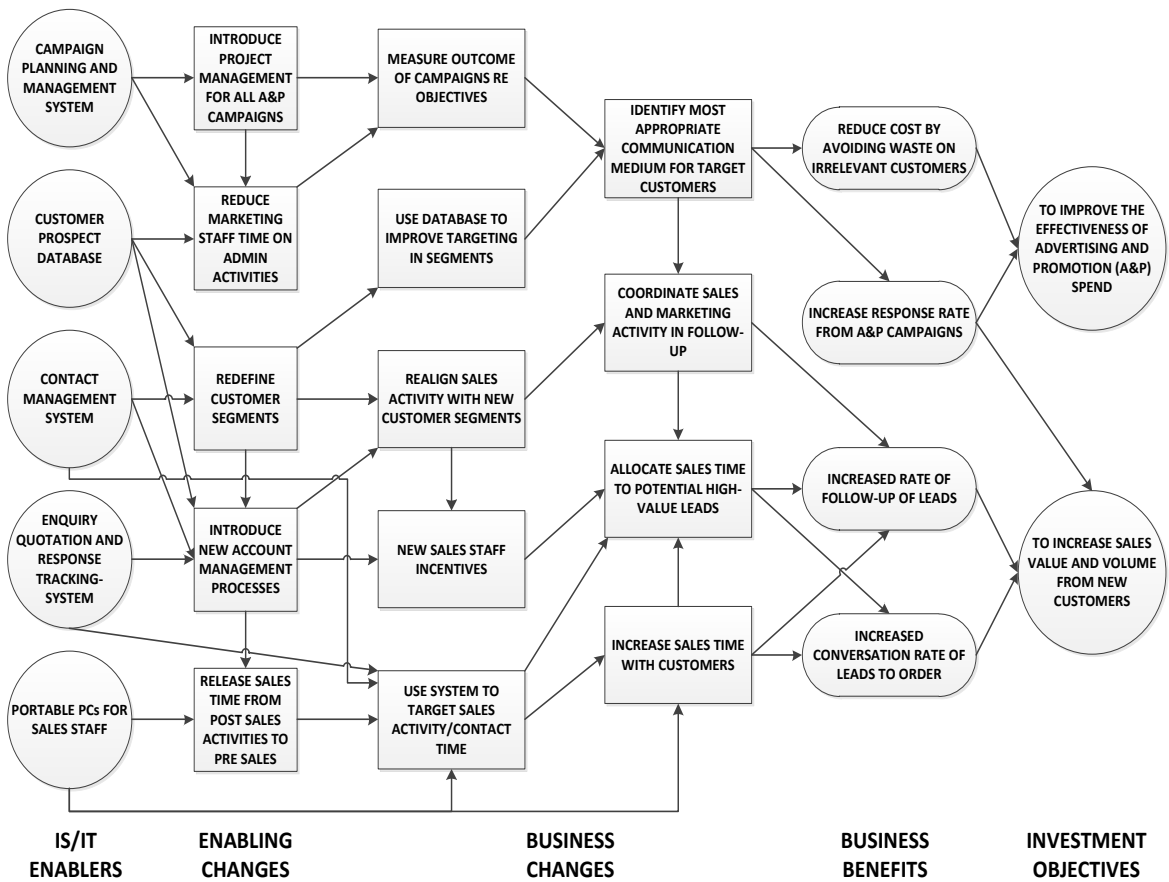 CAMPAIGN
PLANNING AND
MANAGEMENT
SYSTEM
CUSTOMER
PROSPECT
DATABASE
CONTACT
MANAGEMENT
SYSTEM
ENQUIRY
QUOTATION AND
RESPONSE
TRACKING-
SYSTEM
PORTABLE PCs FOR
SALES STAFF
INTRODUCE
PROJECT
MANAGEMENT
FOR ALL A&P
CAMPAIGNS
REDUCE
MARKETING
STAFF TIME ON
ADMIN
ACTIVITIES
REDEFINE
CUSTOMER
SEGMENTS
INTRODUCE
NEW ACCOUNT
MANAGEMENT
PROCESSES
RELEASE SALES
TIME FROM
POST SALES
ACTIVITIES TO
PRE SALES
MEASURE OUTCOME
OF CAMPAIGNS RE
OBJECTIVES
USE DATABASE TO
IMPROVE TARGETING
IN SEGMENTS
REALIGN SALES
ACTIVITY WITH NEW
CUSTOMER SEGMENTS
NEW SALES STAFF
INCENTIVES
USE SYSTEM TO
TARGET SALES
ACTIVITY/CONTACT
TIME
IDENTIFY MOST
APPROPRIATE
COMMUNICATION
MEDIUM FOR TARGET
CUSTOMERS
COORDINATE SALES
AND MARKETING
ACTIVITY IN FOLLOW-
UP
ALLOCATE SALES TIME
TO POTENTIAL HIGH-
VALUE LEADS
INCREASE SALES TIME
WITH CUSTOMERS
REDUCE COST BY
AVOIDING WASTE ON
IRRELEVANT CUSTOMERS
INCREASE RESPONSE RATE
FROM A&P CAMPAIGNS
INCREASED RATE OF
FOLLOW-UP OF LEADS
INCREASED
CONVERSATION RATE OF
LEADS TO ORDER
TO IMPROVE THE
EFFECTIVENESS OF
ADVERTISING AND
PROMOTION (A&P)
SPEND
TO INCREASE SALES
VALUE AND VOLUME
FROM NEW
CUSTOMERS
IS/IT
ENABLERS
ENABLING
CHANGES
BUSINESS
CHANGES
BUSINESS
BENEFITS
INVESTMENT
OBJECTIVES